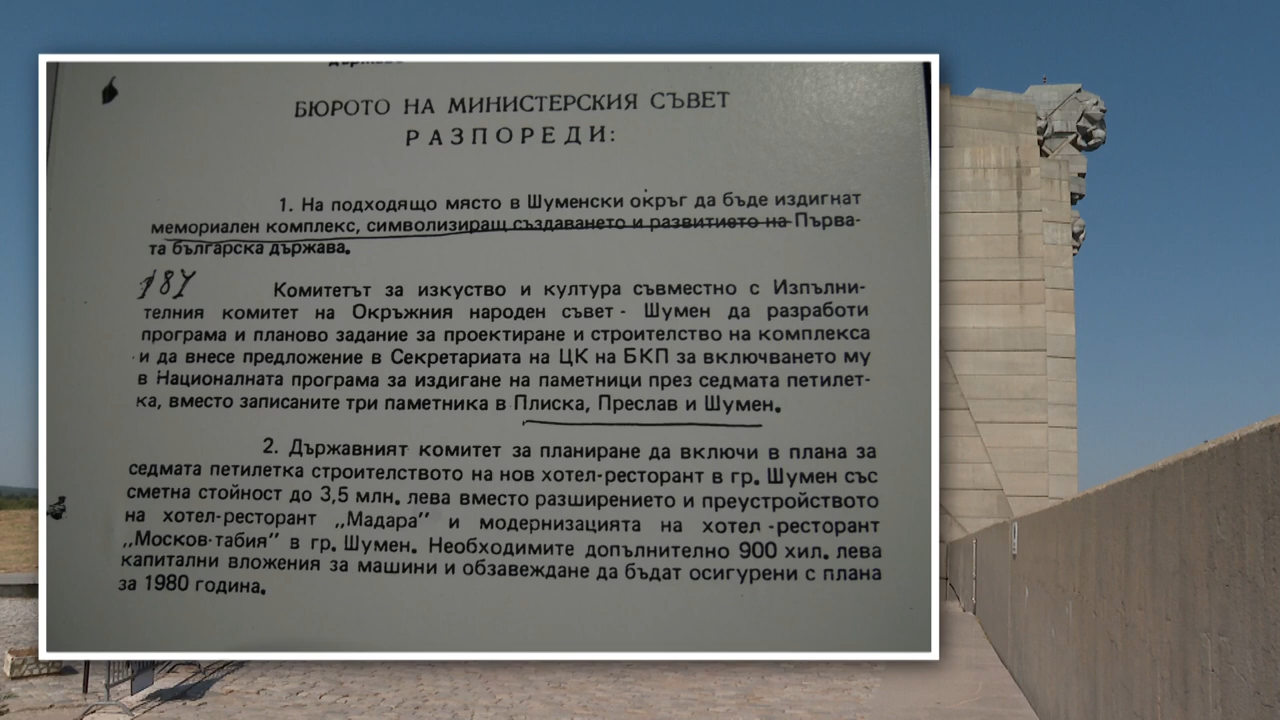 БЮРОТО НА МИНИСТЕРСКИЯ СЪВЕТ
РАЗПОРЕДИ:
1. На подходящо място в Шуменски окръг да бъде издигнат
мемориален комплекс, символизиращ създаването и развитието на Първа-
та българска държава.
187
Комитетът за изкуство и култура съвместно с Изпълни-
телния комитет на Окръжния народен съвет - Шумен да разработи
програма и планово задание за проектиране и строителство на комплекса
и да внесе предложение в Секретариата на ЦК на БКП за включването му
в Националната програма за издигане на паметници през седмата петилет-
ка, вместо записаните три паметника в Плиска, Преслав и Шумен.
2. Държавният комитет за планиране да включи в плана за
седмата петилетка строителството на нов хотел-ресторант в гр. Шумен със
сметна стойност до 3,5 млн. лева вместо разширението и преустройството
на хотел-ресторант „Мадара" и модернизацията на хотел-ресторант
„Москов-табия" в гр. Шумен. Необходимите допълнително 900 хил. лева
капитални вложения за машини и обзавеждане да бъдат осигурени с плана
за 1980 година.